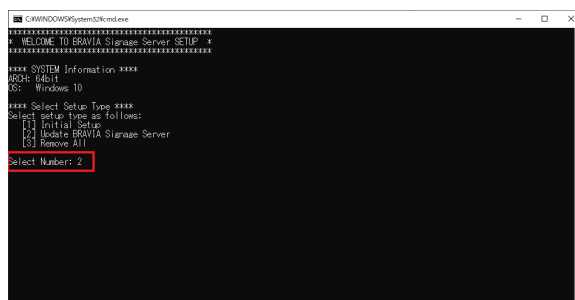 C:¥WINDOWS¥System32¥cmd.exe
*******************************************
*  WELCOME TO BRAVIA Signage Server SETUP  *
*******************************************
**** SYSTEM Information ****
ARCH: 64bit
OS:   Windows 10
**** Select Setup Type ****
Select setup type as follows:
[1] Initial Setup
[2] Update BRAVIA Signage Server
[3] Remove All
Select Number: 2